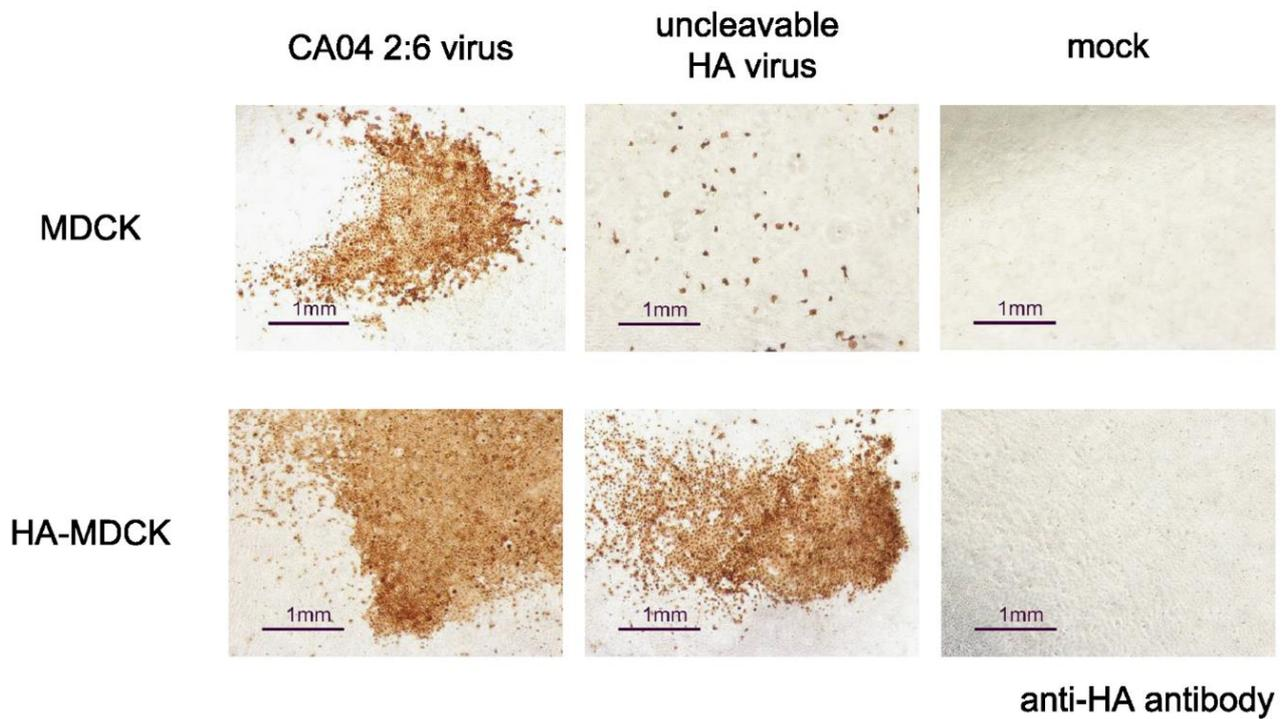 CA04 2:6 virus
uncleavable
HA virus
mock
MDCK
1mm
1mm
1mm
HA-MDCK
1mm
1mm
1mm
anti-HA antibody